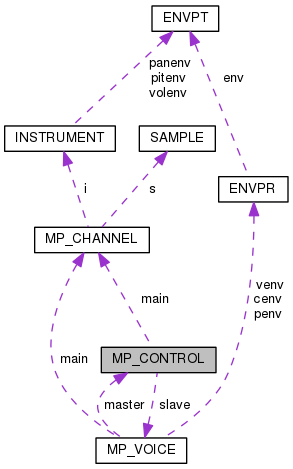 ENVPT
panenv
pitenv
volenv
env
INSTRUMENT
SAMPLE
ENVPR
i
s
MP_CHANNEL
main
venv
cenv
penv
main
MP_CONTROL
master
slave
MP_VOICE